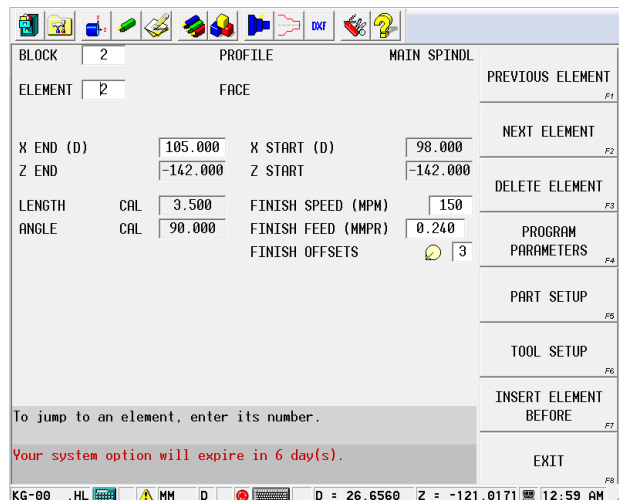 DXF
BLOCK 2 PROFILE MAIN SPINDL
ELEMENT 2 FACE
X END (D) 105.000 X START (D) 98.000
Z END -142.000 Z START -142.000
LENGTH CAL 3.500 FINISH SPEED (MPM) 150
ANGLE CAL 90.000 FINISH FEED (MMPR) 0.240
FINISH OFFSETS 3
PREVIOUS ELEMENT
F1
NEXT ELEMENT
F2
DELETE ELEMENT
F3
PROGRAM
PARAMETERS
F4
PART SETUP
F5
TOOL SETUP
F6
INSERT ELEMENT
BEFORE
F7
EXIT
F8
To jump to an element, enter its number.
Your system option will expire in 6 day(s).
KG-00 .HL MM D D = 26.6560 Z = -121.0171 12:59 AM